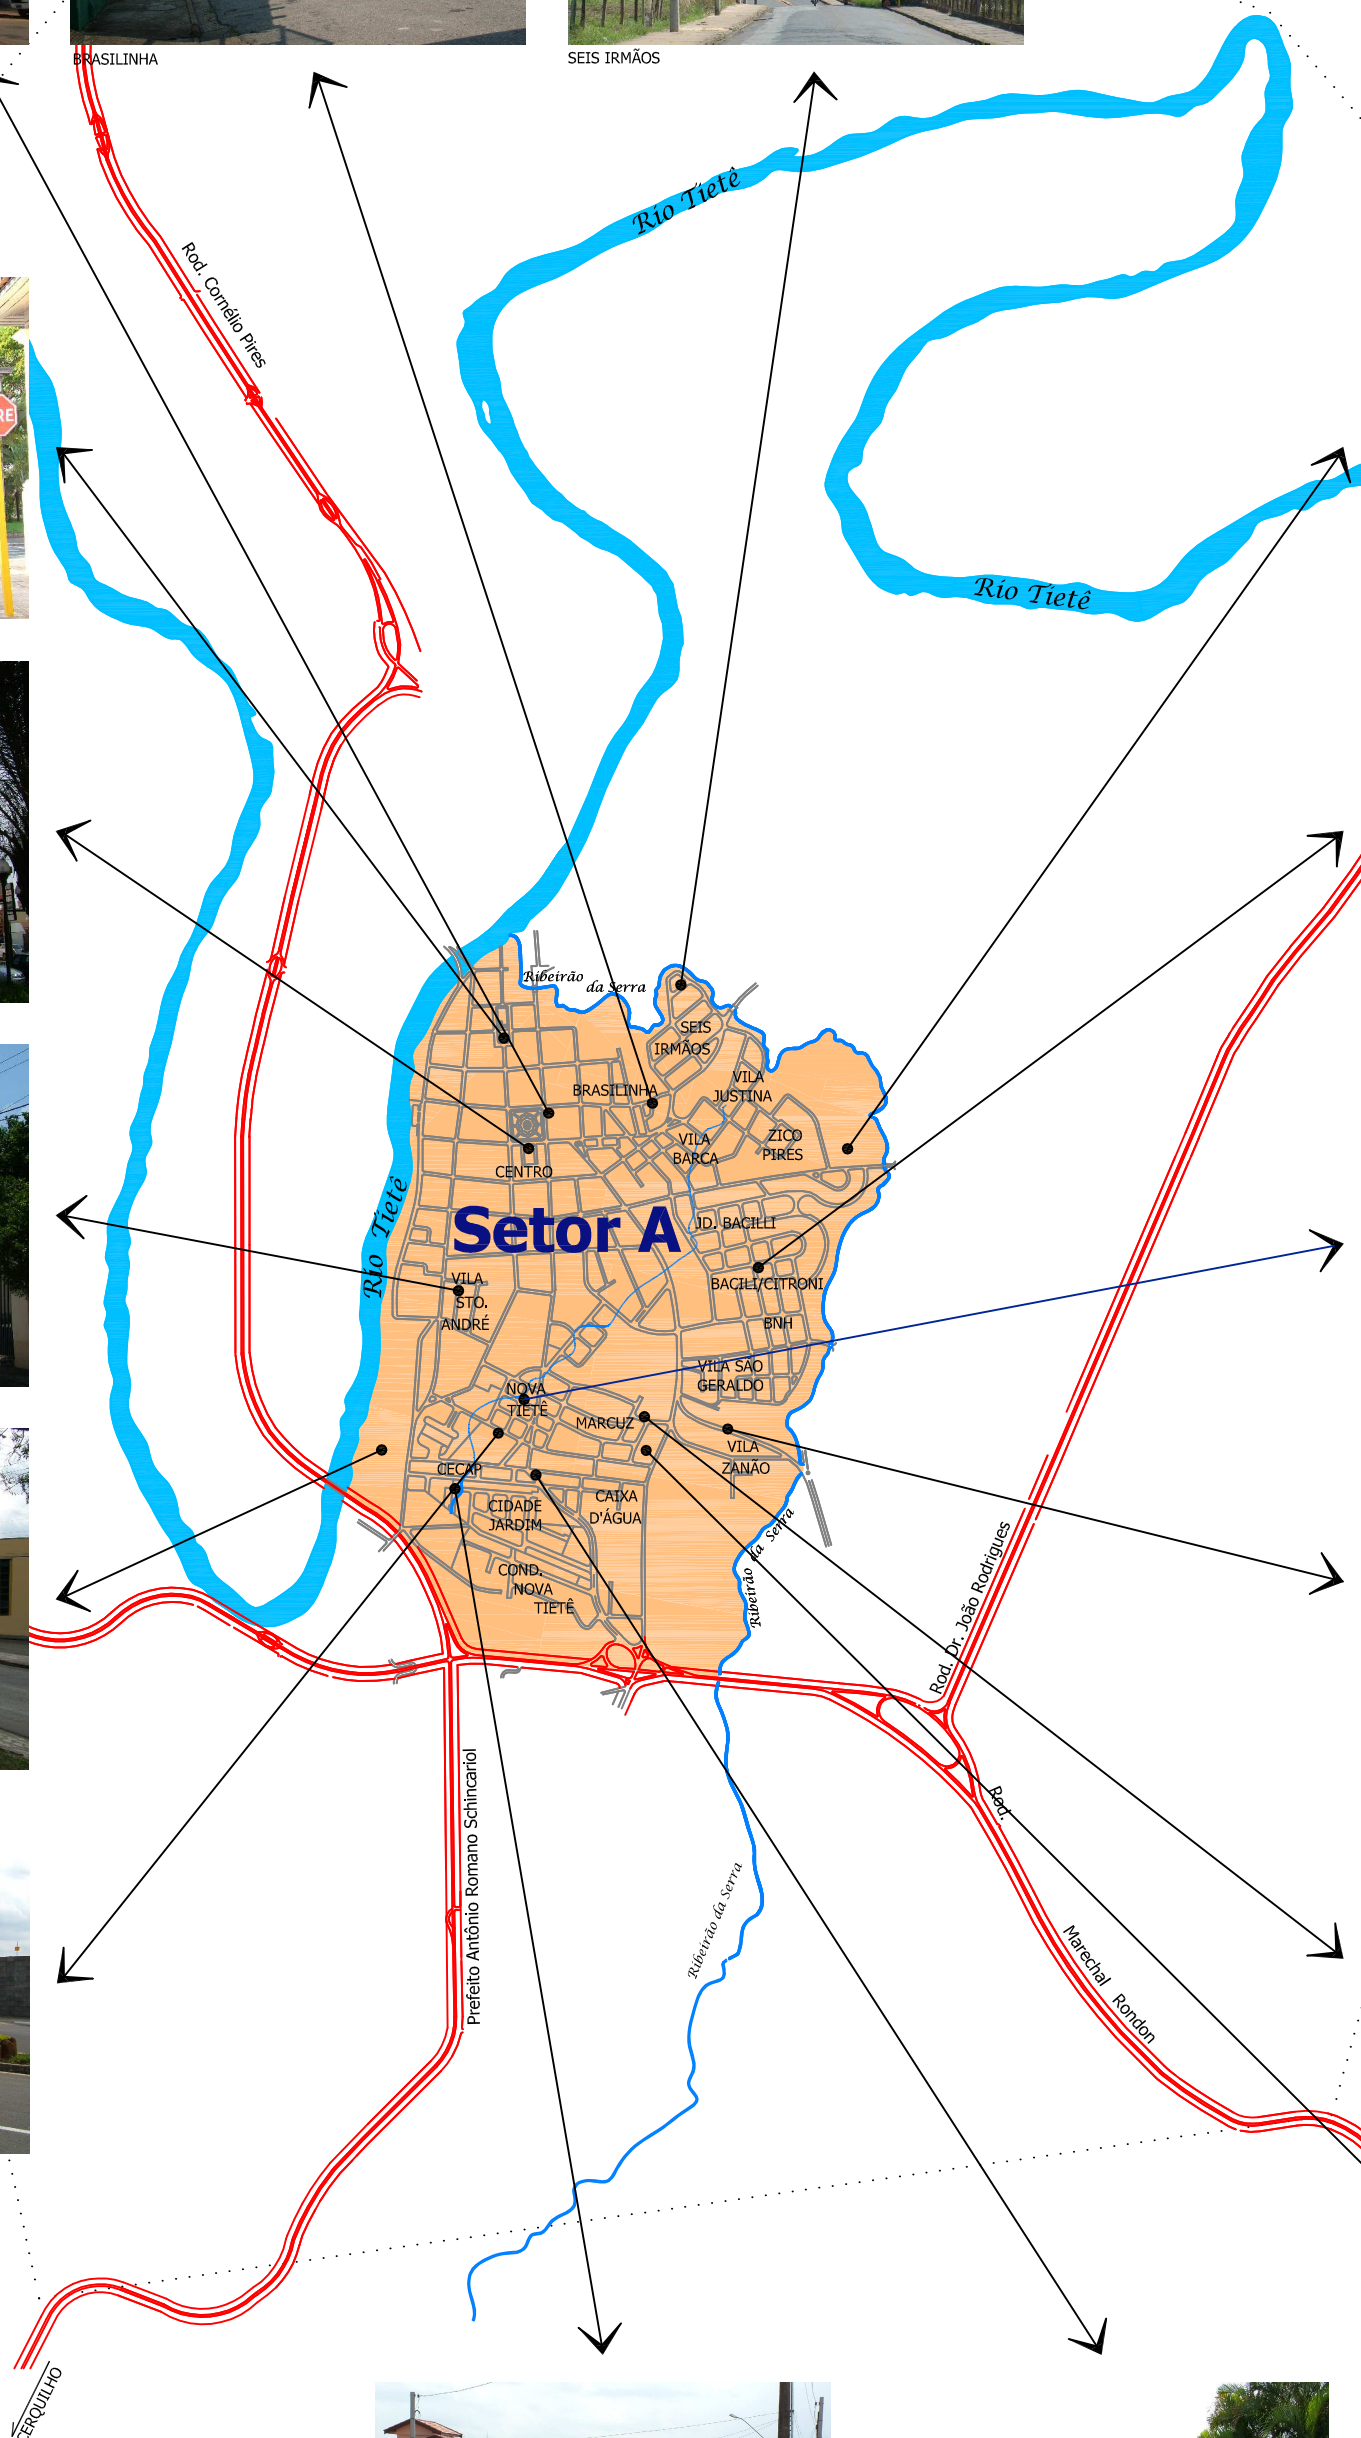 BRASILINHA
SEIS IRMÃOS
Rio Tietê
Rod. Cornélio Pires
RE
Rio Tietê
Ribeirão
da Serra
SEIS
IRMÃOS
VILA
JUSTINA
BRASILINHA
ZICO
PIRES
VILA
BARCA
CENTRO
Rio Tietê
Setor A
JD. BACILLI
VILA
STO.
ANDRÉ
BACILI/CITRONI
BNH
VILA SÃO
GERALDO
NOVA
TIETÊ
MARCUZ
VILA
ZANÃO
CECAP
CIDADE
JARDIM
CAIXA
D'ÁGUA
COND.
NOVA
TIETÊ
Ribeirão da Serra
Rod. Dr. João Rodrigues
Prefeito Antônio Romano Schincariol
Rod.
Marechal Rondon
Ribeirão da Serra
CERQUILHO